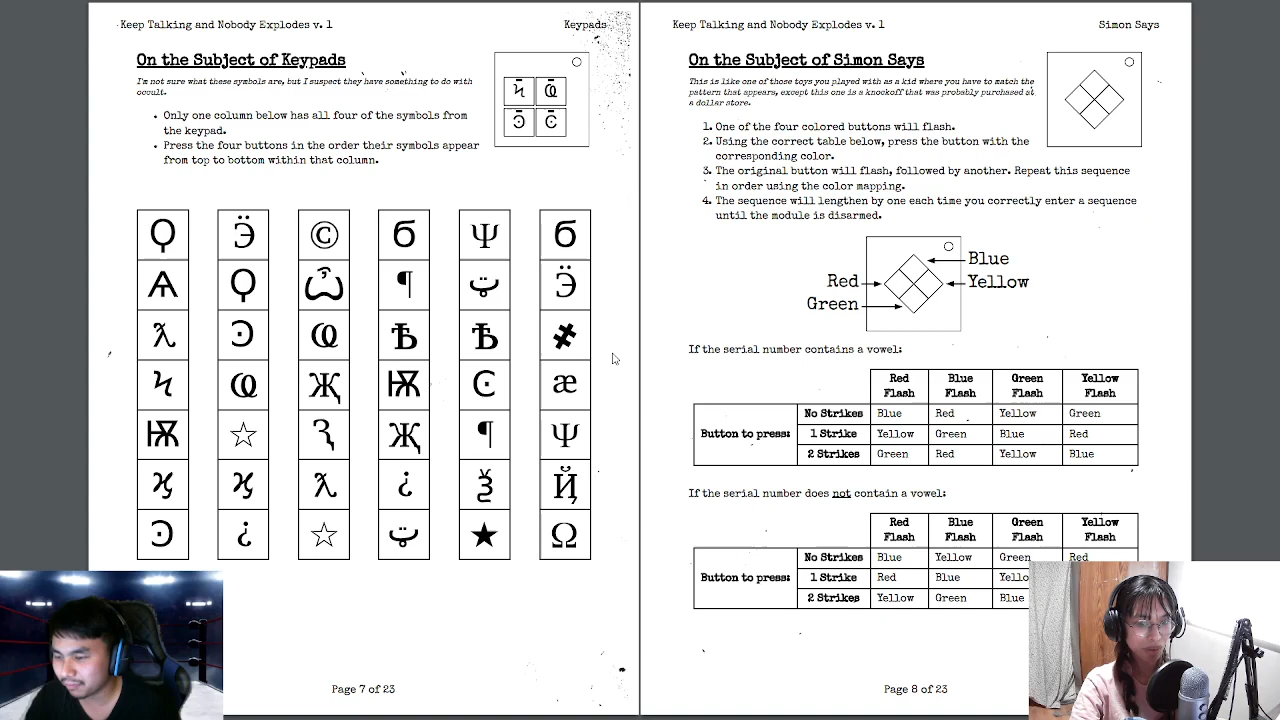 Keep Talking and Nobody Explodes v. 1
Keypads
On the Subject of Keypads
I'm not sure what these symbols are, but I suspect they have something to do with
occult.
• Only one column below has all four of the symbols from
the keypad.
• Press the four buttons in the order their symbols appear
from top to bottom within that column.
Ϟ Ҩ
Ͽ Ͼ
Ϙ Ӭ © Ϭ Ψ Ϭ
Ѧ Ϙ Ѽ ¶ ټ Ӭ
ƛ Ͽ Ҩ Ѣ Ѣ ҂
Ϟ Ҩ Җ Ѭ Ͼ æ
Ѭ ☆ Ԇ Җ ¶ Ψ
ϗ ϗ ƛ ¿ Ѯ Ҋ
Ͽ ¿ ☆ ټ ★ Ω
Page 7 of 23
Keep Talking and Nobody Explodes v. 1
Simon Says
On the Subject of Simon Says
This is like one of those toys you played with as a kid where you have to match the
pattern that appears, except this one is a knockoff that was probably purchased at
a dollar store.
1. One of the four colored buttons will flash.
2. Using the correct table below, press the button with the
corresponding color.
3. The original button will flash, followed by another. Repeat this sequence
in order using the color mapping.
4. The sequence will lengthen by one each time you correctly enter a sequence
until the module is disarmed.
Blue
Red
Yellow
Green
If the serial number contains a vowel:
Red Flash Blue Flash Green Flash Yellow Flash
Button to press:
No Strikes Blue Red Yellow Green
1 Strike Yellow Green Blue Red
2 Strikes Green Red Yellow Blue
If the serial number does not contain a vowel:
Red Flash Blue Flash Green Flash Yellow Flash
Button to press:
No Strikes Blue Yellow Green Red
1 Strike Red Blue
2 Strikes Yellow Green Blue
Page 8 of 23